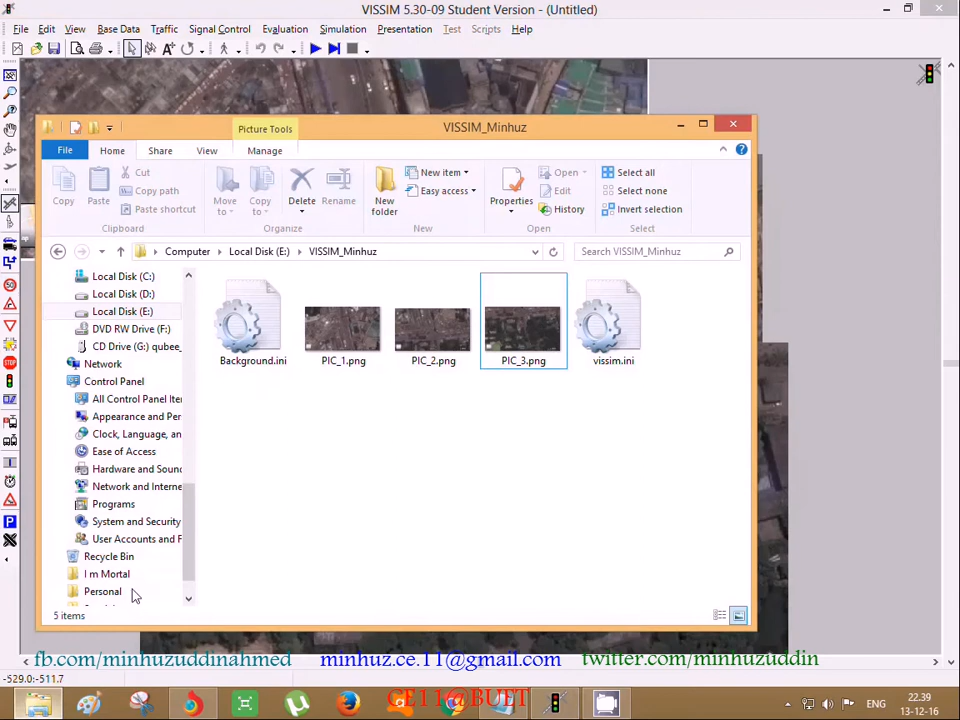 VISSIM 5.30-09 Student Version - (Untitled)
File Edit View Base Data Traffic Signal Control Evaluation Simulation Presentation Test Scripts Help
Picture Tools
VISSIM_Minhuz
File Home Share View Manage
Copy
Paste
Cut
Copy path
Paste shortcut
Move to
Copy to
Delete
Rename
New folder
New item
Easy access
Properties
Open
Edit
History
Select all
Select none
Invert selection
Clipboard
Organize
New
Open
Select
Computer
Local Disk (E:)
VISSIM_Minhuz
Search VISSIM_Minhuz
Local Disk (C:)
Local Disk (D:)
Local Disk (E:)
DVD RW Drive (F:)
CD Drive (G:) qubee_
Network
Control Panel
All Control Panel Iter
Appearance and Per
Clock, Language, an
Ease of Access
Hardware and Sound
Network and Interne
Programs
System and Security
User Accounts and F
Recycle Bin
I m Mortal
Personal
Background.ini
PIC_1.png
PIC_2.png
PIC_3.png
vissim.ini
5 items
fb.com/minhuzuddinahmed minhuz.ce.11@gmail.com twitter.com/minhuzuddin
-529.0:-511.7
CE11@BUET
ENG
22.39
13-12-16